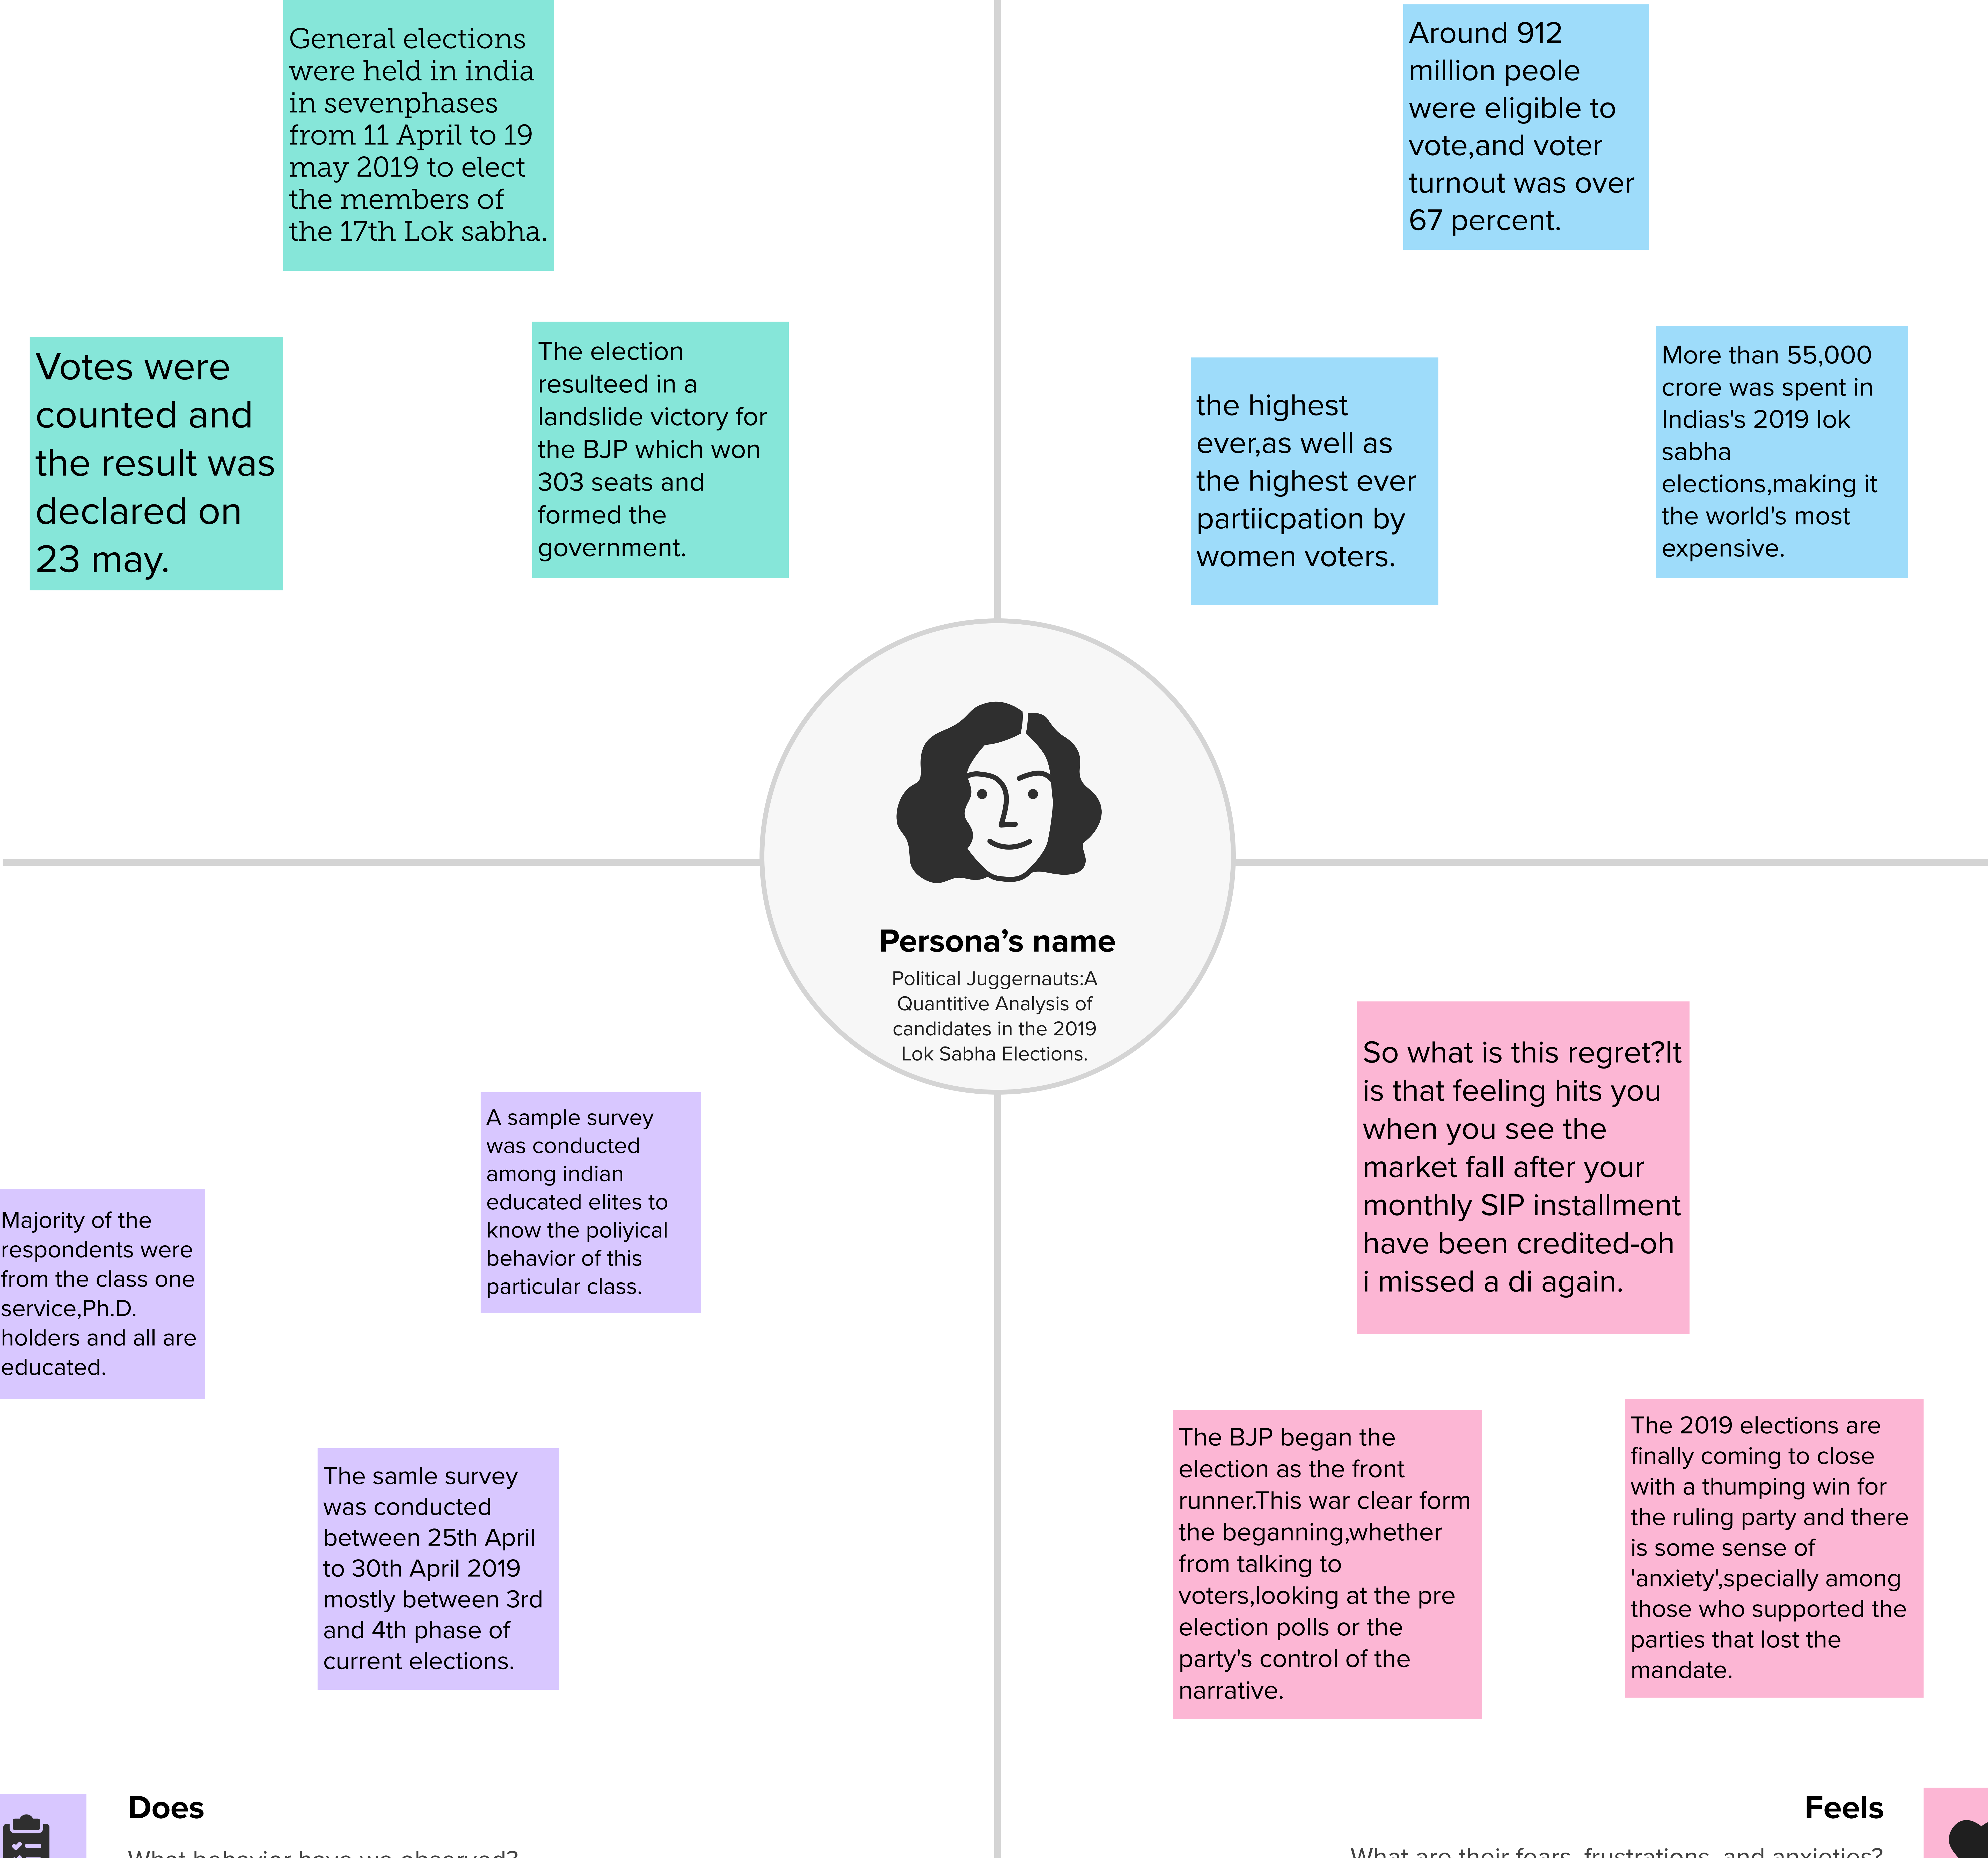 General elections
were held in india
in sevenphases
from 11 April to 19
may 2019 to elect
the members of
the 17th Lok sabha.
Votes were
counted and
the result was
declared on
23 may.
The election
resulteed in a
landslide victory for
the BJP which won
303 seats and
formed the
government.
Around 912
million peole
were eligible to
vote,and voter
turnout was over
67 percent.
the highest
ever,as well as
the highest ever
partiicpation by
women voters.
More than 55,000
crore was spent in
Indias's 2019 lok
sabha
elections,making it
the world's most
expensive.
Persona's name
Political Juggernauts:A
Quantitive Analysis of
candidates in the 2019
Lok Sabha Elections.
Majority of the
respondents were
from the class one
service,Ph.D.
holders and all are
educated.
A sample survey
was conducted
among indian
educated elites to
know the poliyical
behavior of this
particular class.
The samle survey
was conducted
between 25th April
to 30th April 2019
mostly between 3rd
and 4th phase of
current elections.
So what is this regret?It
is that feeling hits you
when you see the
market fall after your
monthly SIP installment
have been credited-oh
i missed a di again.
The BJP began the
election as the front
runner.This war clear form
the beganning,whether
from talking to
voters,looking at the pre
election polls or the
party's control of the
narrative.
The 2019 elections are
finally coming to close
with a thumping win for
the ruling party and there
is some sense of
'anxiety',specially among
those who supported the
parties that lost the
mandate.
Does
What behavior have we observed?
Feels
What are their fears, frustrations, and anxieties?